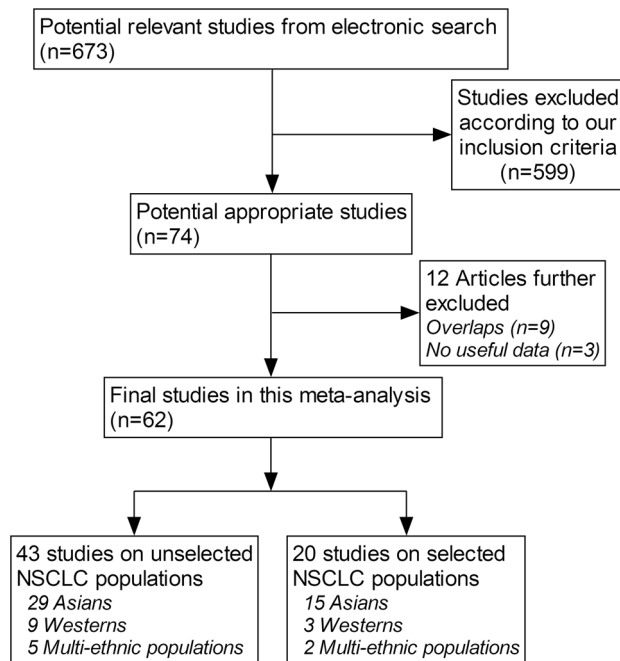 Potential relevant studies from electronic search
(n=673)
Studies excluded
according to our
inclusion criteria
(n=599)
Potential appropriate studies
(n=74)
12 Articles further
excluded
Overlaps (n=9)
No useful data (n=3)
Final studies in this meta-analysis
(n=62)
43 studies on unselected
NSCLC populations
29 Asians
9 Westerns
5 Multi-ethnic populations
20 studies on selected
NSCLC populations
15 Asians
3 Westerns
2 Multi-ethnic populations